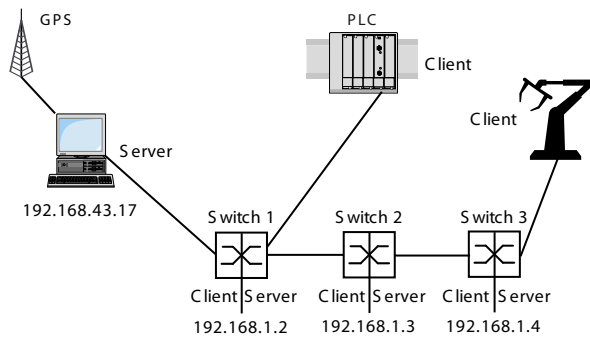 GPS
PLC
Client
Client
Server
192.168.43.17
Switch 1
Switch 2
Switch 3
Client Server
Client Server
Client Server
192.168.1.2
192.168.1.3
192.168.1.4